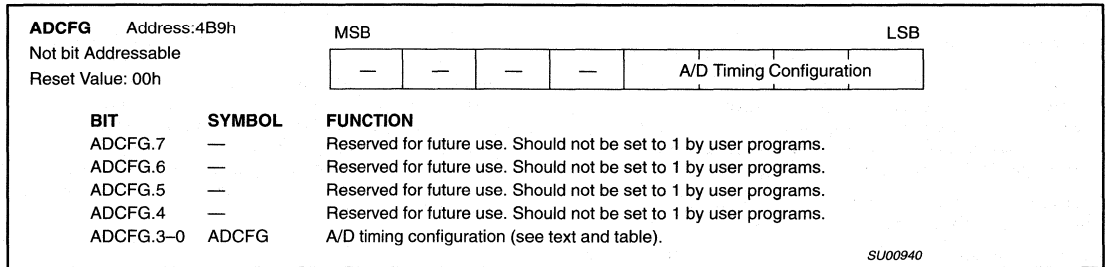 ADCFG Address:4B9h
MSB LSB
Not bit Addressable
Reset Value: 00h
— — — — A/D Timing Configuration
BIT SYMBOL FUNCTION
ADCFG.7 — Reserved for future use. Should not be set to 1 by user programs.
ADCFG.6 — Reserved for future use. Should not be set to 1 by user programs.
ADCFG.5 — Reserved for future use. Should not be set to 1 by user programs.
ADCFG.4 — Reserved for future use. Should not be set to 1 by user programs.
ADCFG.3–0 ADCFG A/D timing configuration (see text and table).
SU00940